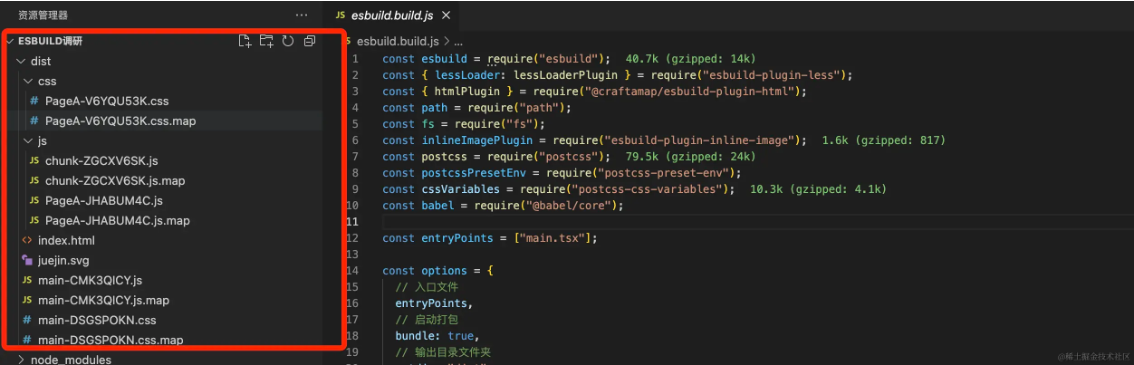 资源管理器
ESBUILD调研
dist
css
PageA-V6YQU53K.css
PageA-V6YQU53K.css.map
js
chunk-ZGCXV6SK.js
chunk-ZGCXV6SK.js.map
PageA-JHABUM4C.js
PageA-JHABUM4C.js.map
index.html
juejin.svg
main-CMK3QICY.js
main-CMK3QICY.js.map
main-DSGSPOKN.css
main-DSGSPOKN.css.map
node_modules
JS esbuild.build.js
esbuild.build.js > ...
1 const esbuild = require("esbuild"); 40.7k (gzipped: 14k)
2 const { lessLoader: lessLoaderPlugin } = require("esbuild-plugin-less");
3 const { htmlPlugin } = require("@craftamap/esbuild-plugin-html");
4 const path = require("path");
5 const fs = require("fs");
6 const inlineImagePlugin = require("esbuild-plugin-inline-image"); 1.6k (gzipped: 817)
7 const postcss = require("postcss"); 79.5k (gzipped: 24k)
8 const postcssPresetEnv = require("postcss-preset-env");
9 const cssVariables = require("postcss-css-variables"); 10.3k (gzipped: 4.1k)
10 const babel = require("@babel/core");
11
12 const entryPoints = ["main.tsx"];
13
14 const options = {
15 // 入口文件
16 entryPoints,
17 // 启动打包
18 bundle: true,
19 // 输出目录文件夹
@稀土掘金技术社区